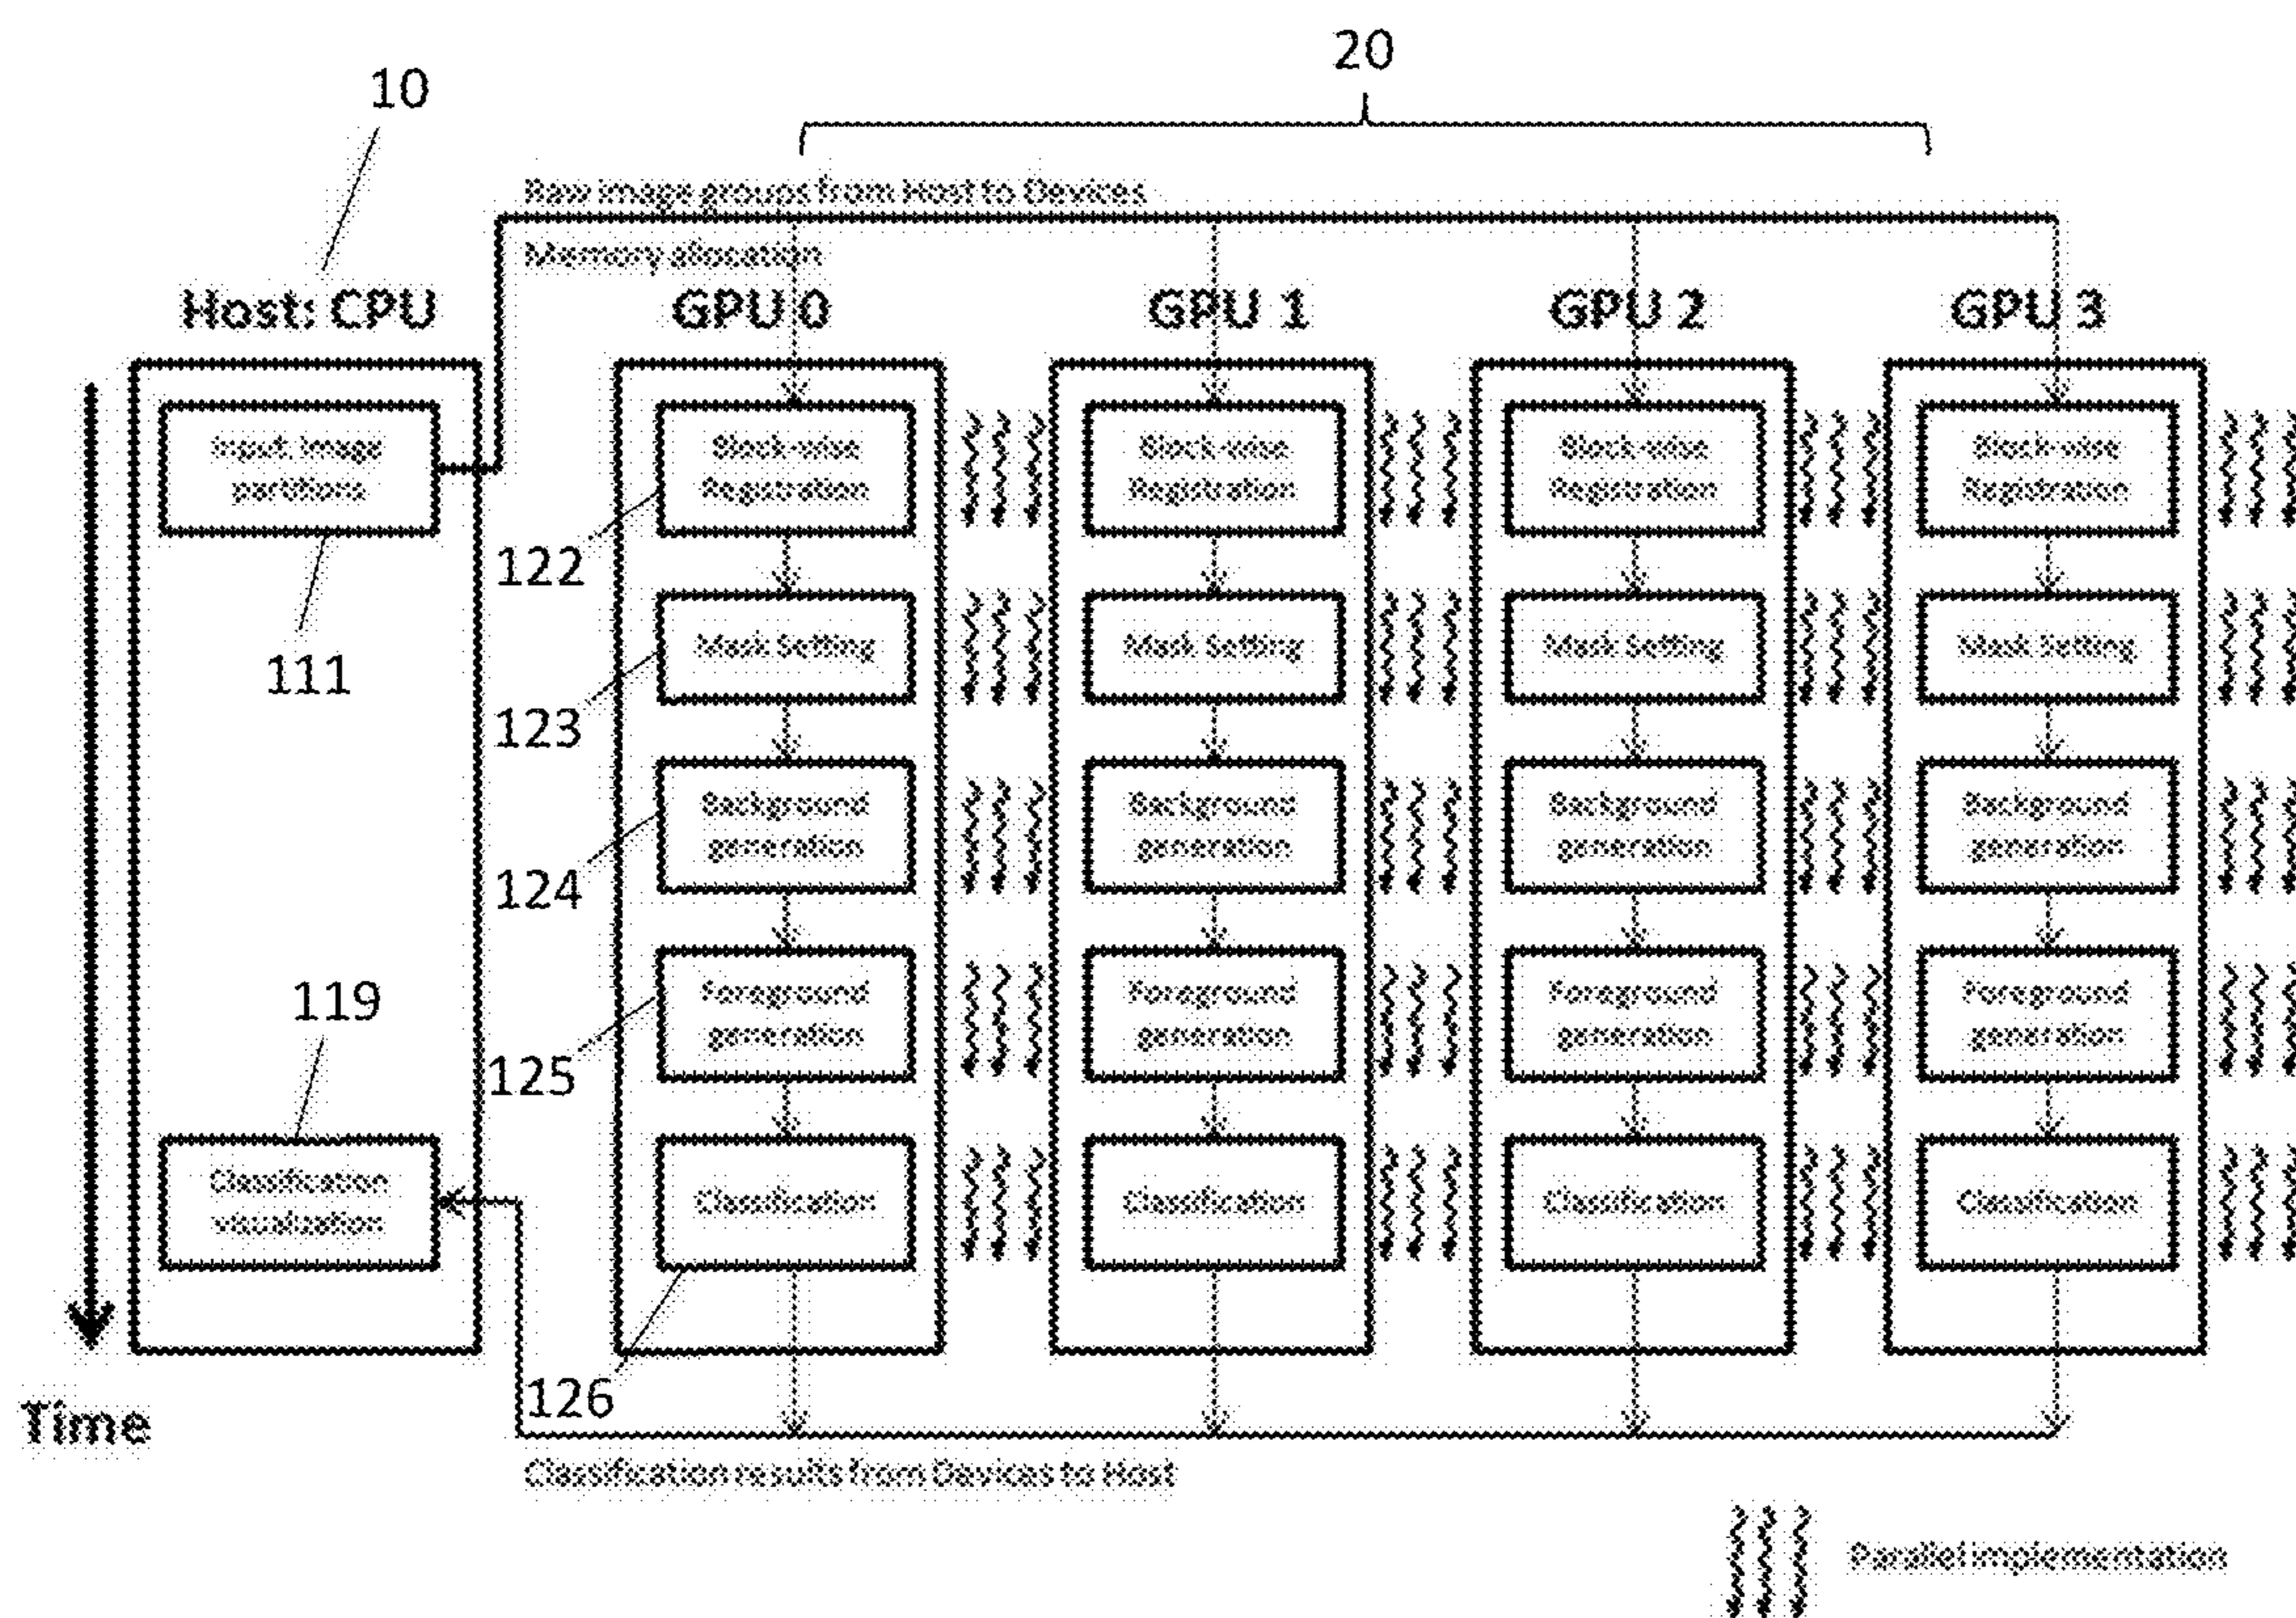 20
10
Raw image groups from Host to Devices
Memory allocation
Host: CPU
GPU 0
GPU 1
GPU 2
GPU 3
Input image
partitions
Block-wise
Registration
Block-wise
Registration
Block-wise
Registration
Block-wise
Registration
122
111
Mask Setting
Mask Setting
Mask Setting
Mask Setting
123
Background
generation
Background
generation
Background
generation
Background
generation
124
119
Foreground
generation
Foreground
generation
Foreground
generation
Foreground
generation
125
Classification
visualization
Classification
Classification
Classification
Classification
126
Time
Classification results from Devices to Host
Parallel implementation